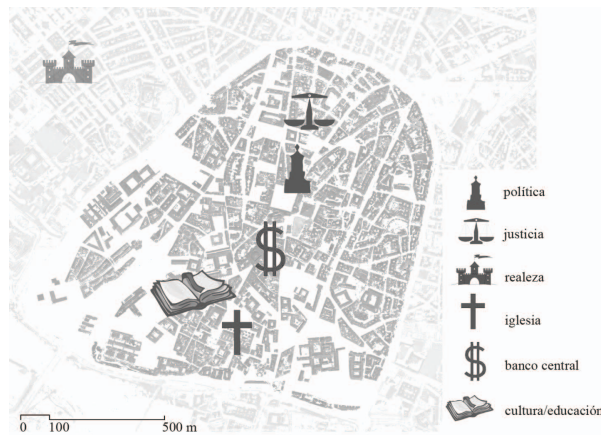 política
justicia
realeza
iglesia
banco central
cultura/educación
0 100 500 m